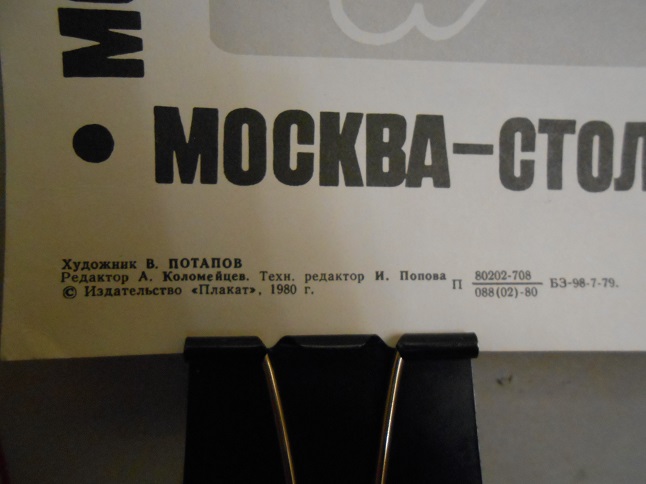 • МОСКВА–СТОЛ
Художник В. ПОТАПОВ
Редактор А. Коломейцев. Техн. редактор И. Попова
© Издательство «Плакат», 1980 г.
П 80202-708
088(02)-80
БЭ-98-7-79.